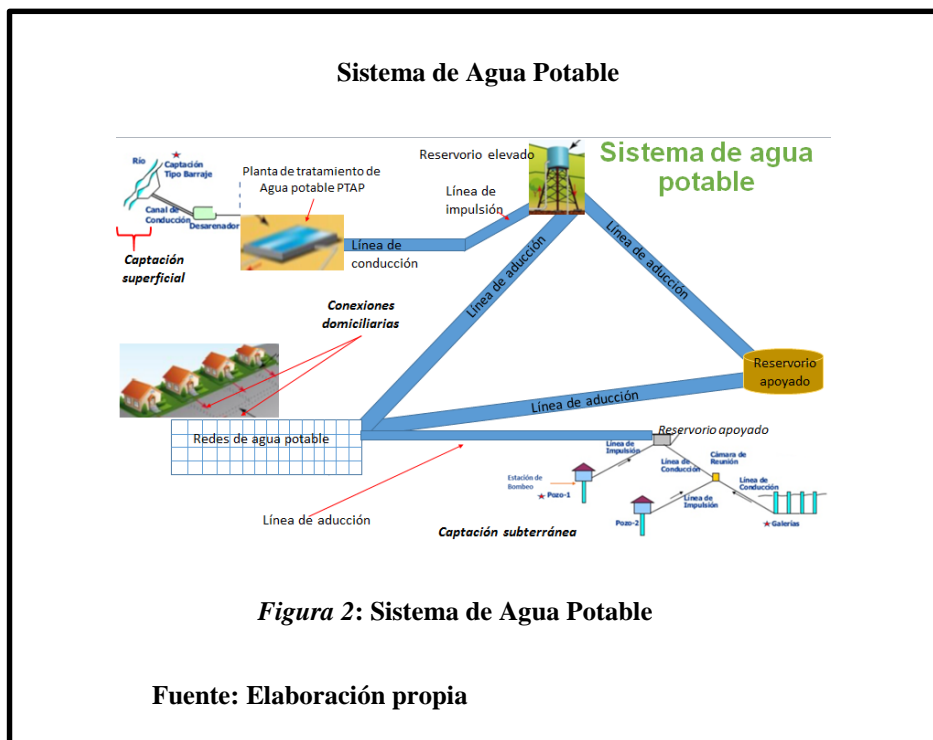 Sistema de Agua Potable
Sistema de agua
potable
Reservorio elevado
Río
Captación
Tipo Barraje
Planta de tratamiento de
Agua potable PTAP
Línea de
impulsión
Canal de
Conducción
Desarenador
Línea de
conducción
Captación
superficial
Línea de aducción
Línea de aducción
Conexiones
domiciliarias
Reservorio
apoyado
Línea de aducción
Redes de agua potable
Reservorio apoyado
Línea de
Impulsión
Línea de
Conducción
Cámara de
Reunión
Línea de
Conducción
Estación de
Bombeo
Pozo-1
Línea de
Impulsión
Línea de aducción
Captación subterránea
Pozo-2
Galerías
Figura 2: Sistema de Agua Potable
Fuente: Elaboración propia